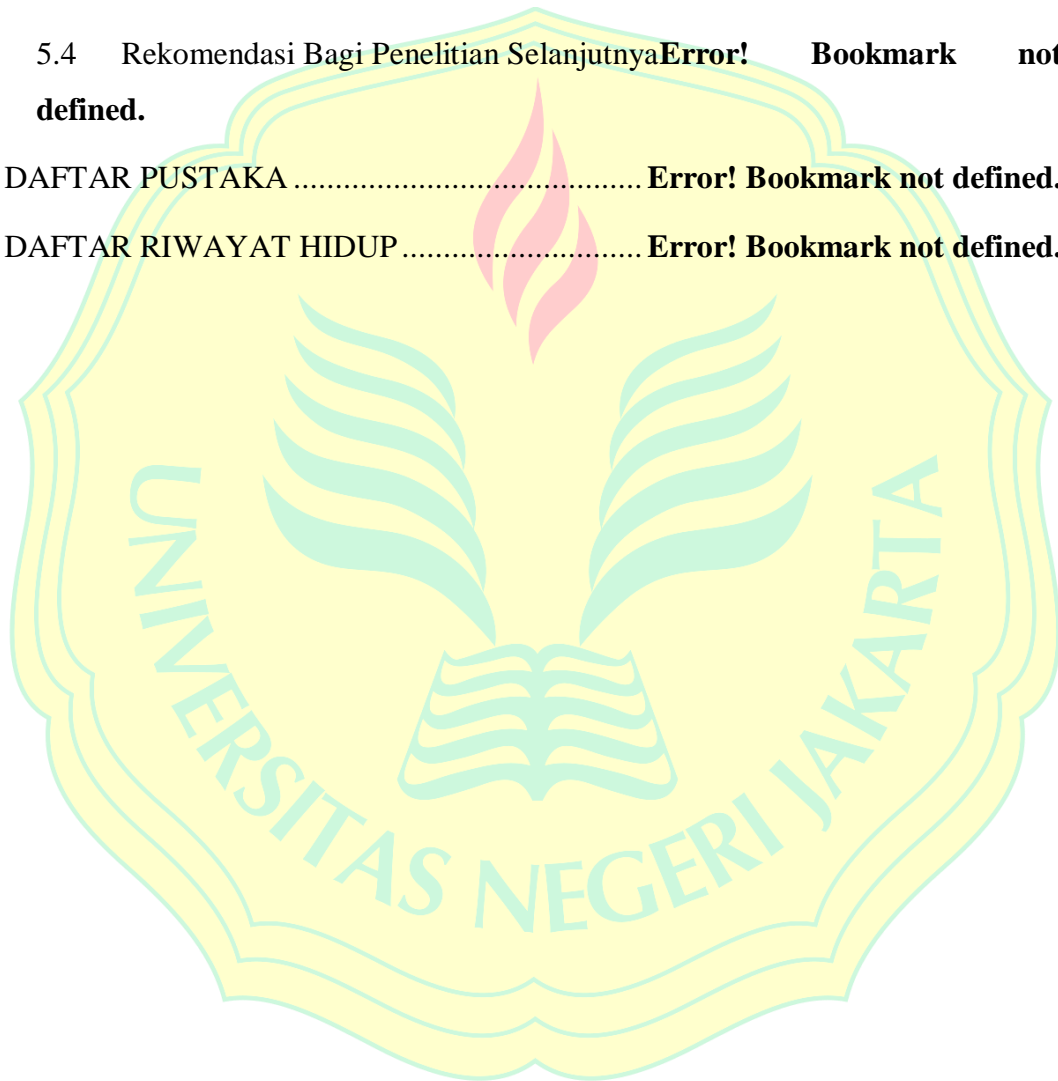 5.4 Rekomendasi Bagi Penelitian SelanjutnyaError! Bookmark not
defined.
DAFTAR PUSTAKA ......................................... Error! Bookmark not defined.
DAFTAR RIWAYAT HIDUP ............................ Error! Bookmark not defined.
UNIVERSITAS NEGERI JAKARTA